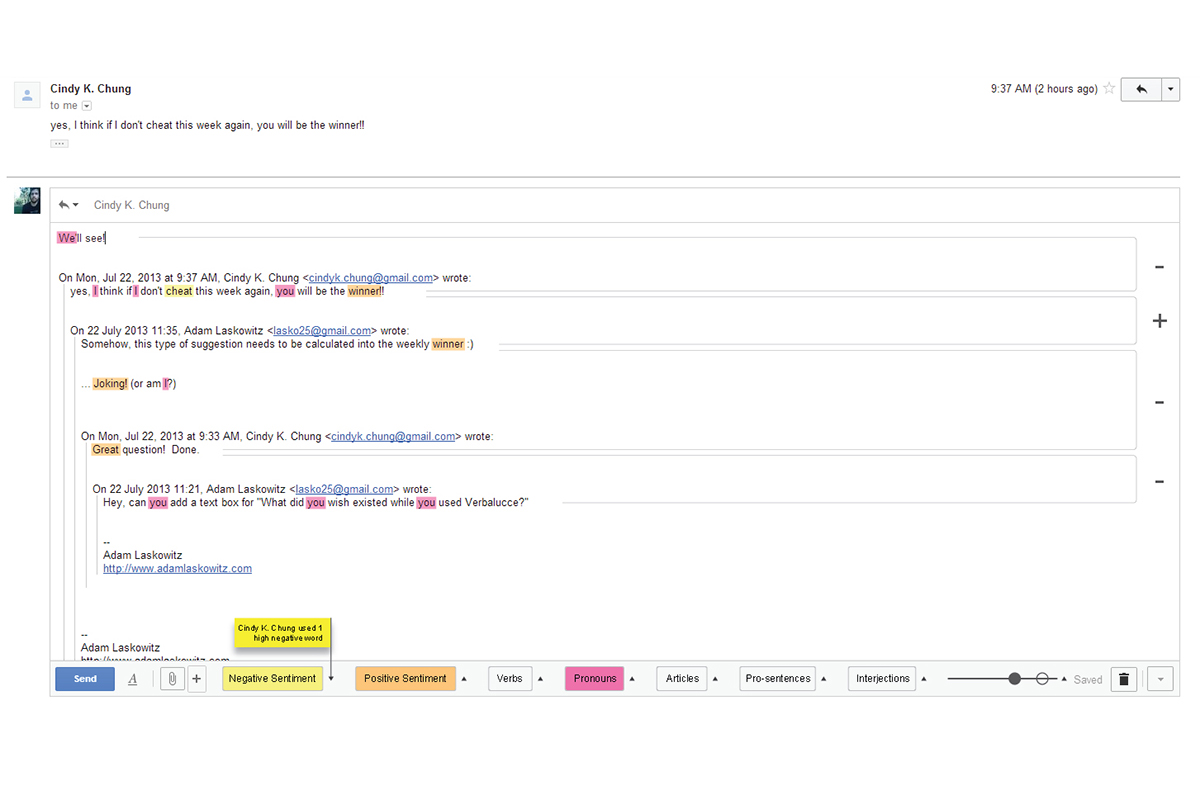 Cindy K. Chung
9:37 AM (2 hours ago)
to me
yes, I think if I don't cheat this week again, you will be the winner!!
...
Cindy K. Chung
We'll see!
On Mon, Jul 22, 2013 at 9:37 AM, Cindy K. Chung <cindyk.chung@gmail.com> wrote:
yes, I think if I don't cheat this week again, you will be the winner!!
On 22 July 2013 11:35, Adam Laskowitz <lasko25@gmail.com> wrote:
Somehow, this type of suggestion needs to be calculated into the weekly winner :)
... Joking! (or am I?)
On Mon, Jul 22, 2013 at 9:33 AM, Cindy K. Chung <cindyk.chung@gmail.com> wrote:
Great question!  Done.
On 22 July 2013 11:21, Adam Laskowitz <lasko25@gmail.com> wrote:
Hey, can you add a text box for "What did you wish existed while you used Verbalucce?"
--
Adam Laskowitz
http://www.adamlaskowitz.com
--
Adam Laskowitz
http://www.adamlaskowitz.com
Cindy K. Chung used 1
high negative word
Send A + Negative Sentiment Positive Sentiment Verbs Pronouns Articles Pro-sentences Interjections Saved